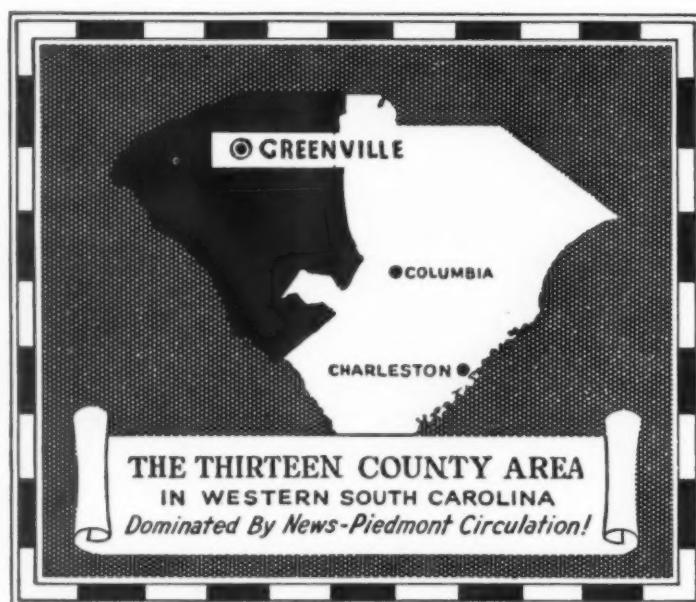 GREENVILLE
COLUMBIA
CHARLESTON
THE THIRTEEN COUNTY AREA
IN WESTERN SOUTH CAROLINA
Dominated By News-Piedmont Circulation!